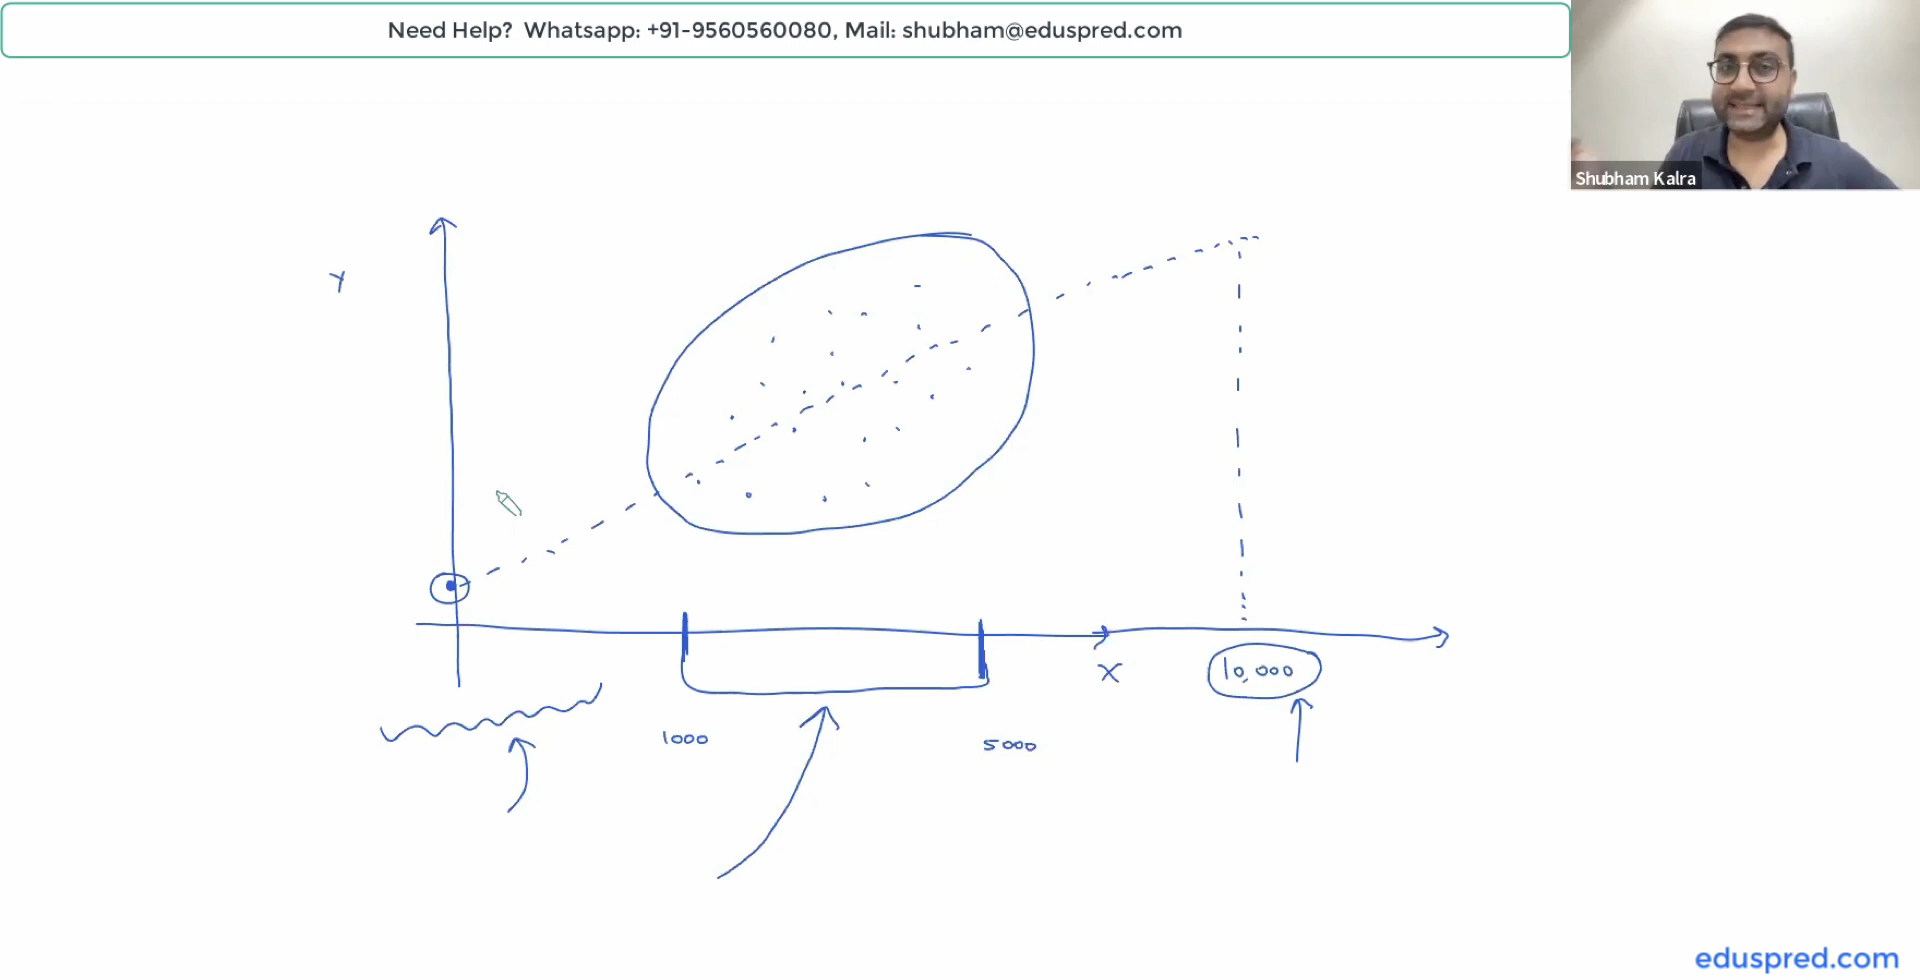 Need Help? Whatsapp: +91-9560560080, Mail: shubham@eduspred.com
Shubham Kalra
Y
X
10,000
1000
5000
eduspred.com